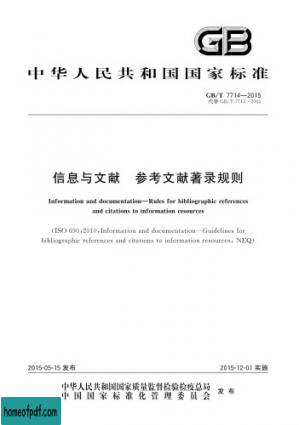 GB
中华人民共和国国家标准
GB/T 7714—2015
代替 GB/T 7714—2005
信息与文献 参考文献著录规则
Information and documentation—Rules for bibliographic references
and citations to information resources
(ISO 690:2010,Information and documentation—Guidelines for
bibliographic references and citations to information resources, NEQ)
2015-05-15 发布
2015-12-01 实施
中华人民共和国国家质量监督检验检疫总局
中国国家标准化管理委员会
发布
homeofpdf.com